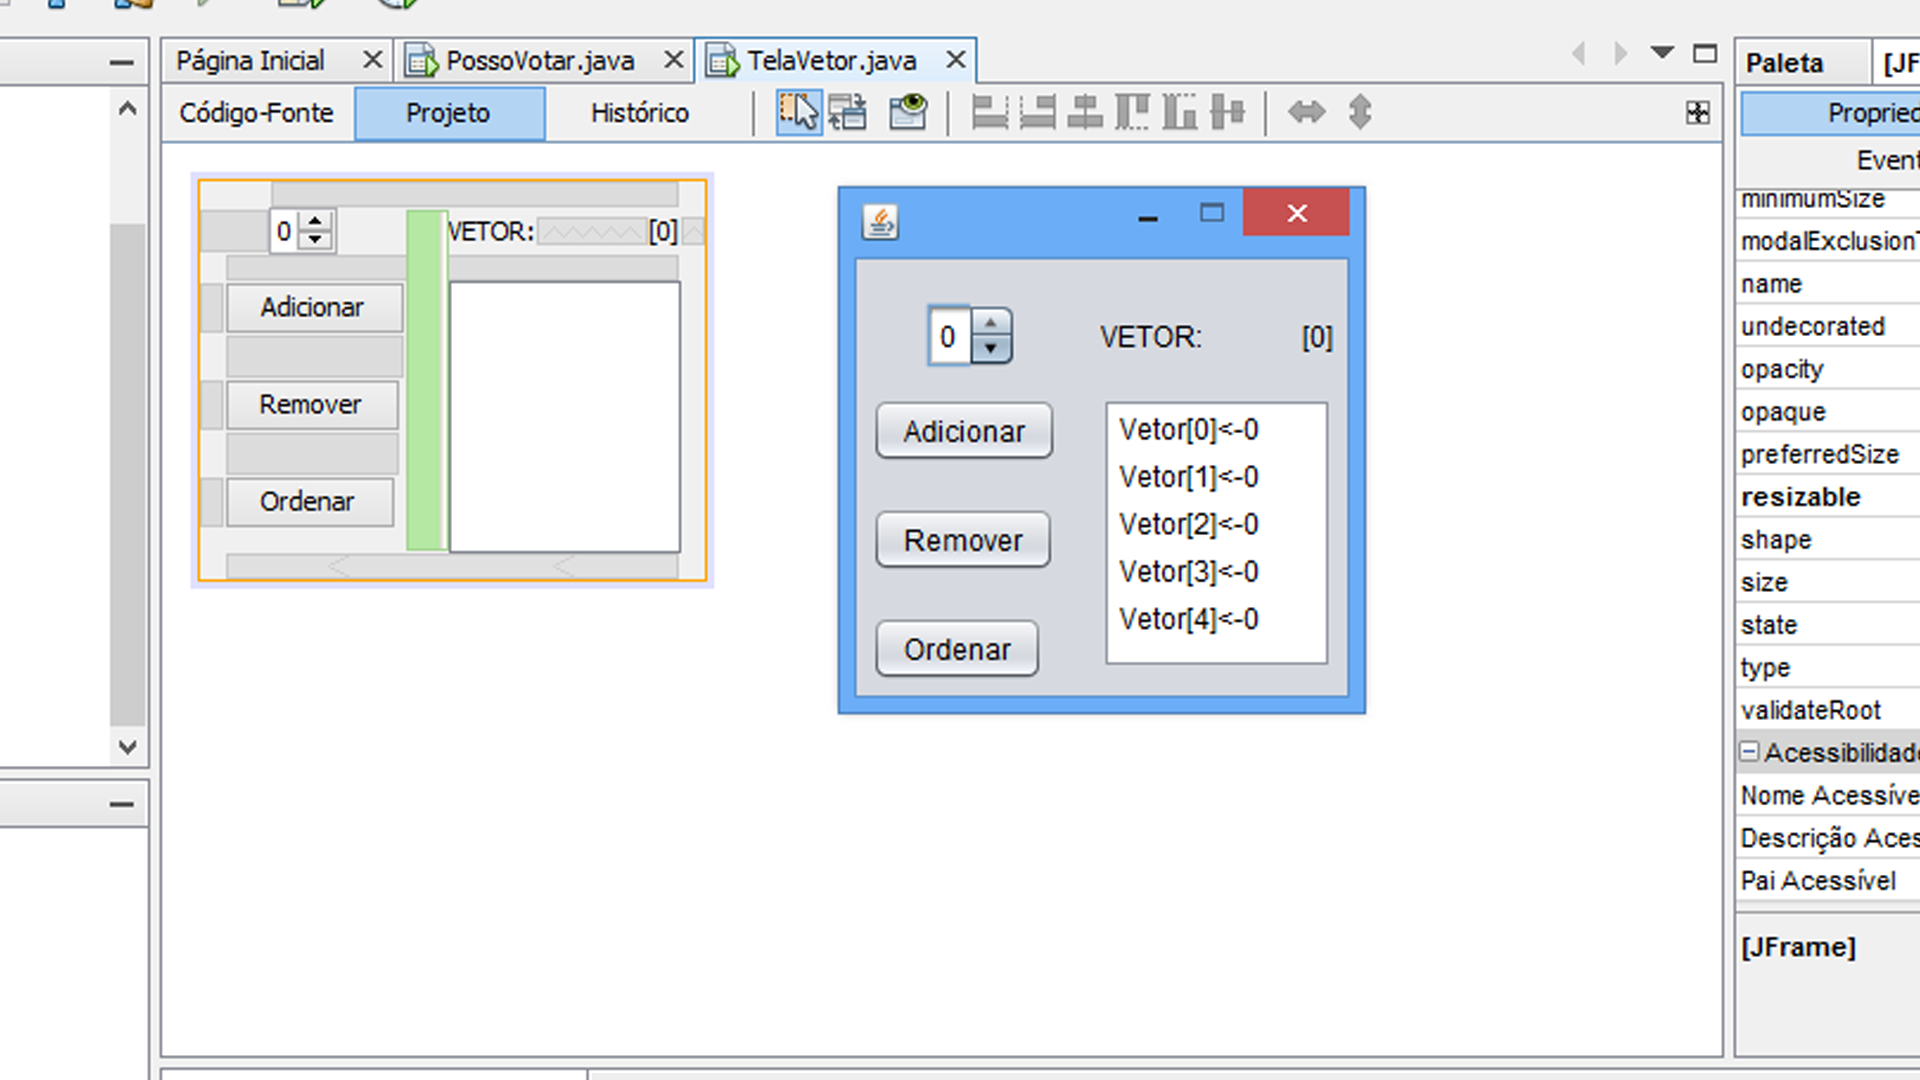 Página Inicial
PossoVotar.java
TelaVetor.java
Paleta
[JF
Código-Fonte
Projeto
Histórico
Propried
Event
0
VETOR:
[0]
Adicionar
Remover
Ordenar
0
VETOR:
[0]
Adicionar
Remover
Ordenar
Vetor[0]<-0
Vetor[1]<-0
Vetor[2]<-0
Vetor[3]<-0
Vetor[4]<-0
minimumSize
modalExclusionT
name
undecorated
opacity
opaque
preferredSize
resizable
shape
size
state
type
validateRoot
Acessibilidade
Nome Acessíve
Descrição Aces
Pai Acessível
[JFrame]